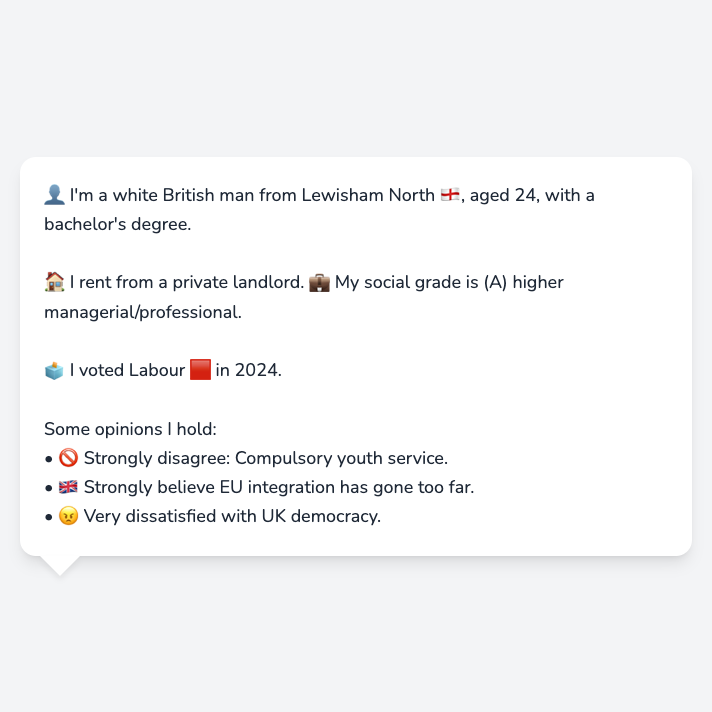 👤 I'm a white British man from Lewisham North 🏴󠁧󠁢󠁥󠁮󠁧󠁿, aged 24, with a
bachelor's degree.
🏠 I rent from a private landlord. 💼 My social grade is (A) higher
managerial/professional.
🗳️ I voted Labour 🟥 in 2024.
Some opinions I hold:
• 🚫 Strongly disagree: Compulsory youth service.
• 🇬🇧 Strongly believe EU integration has gone too far.
• 😠 Very dissatisfied with UK democracy.